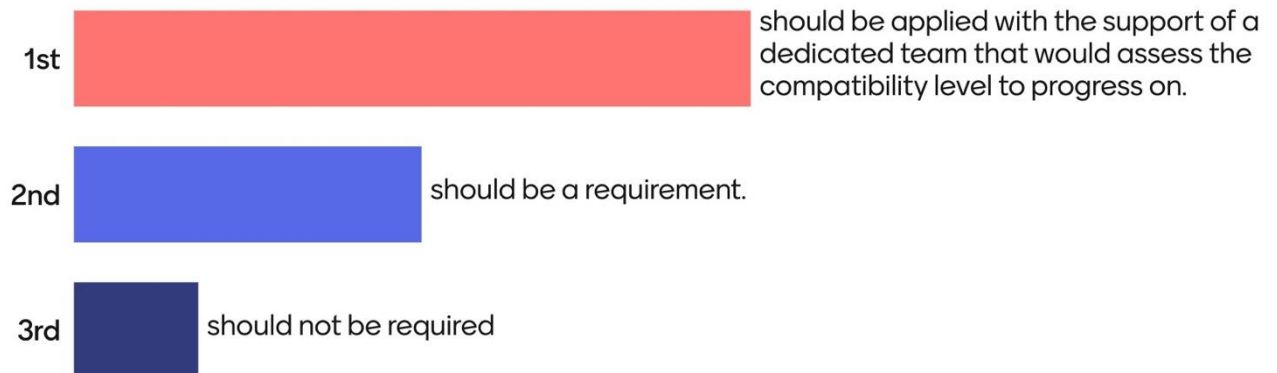 1st
should be applied with the support of a
dedicated team that would assess the
compatibility level to progress on.
2nd
should be a requirement.
3rd
should not be required